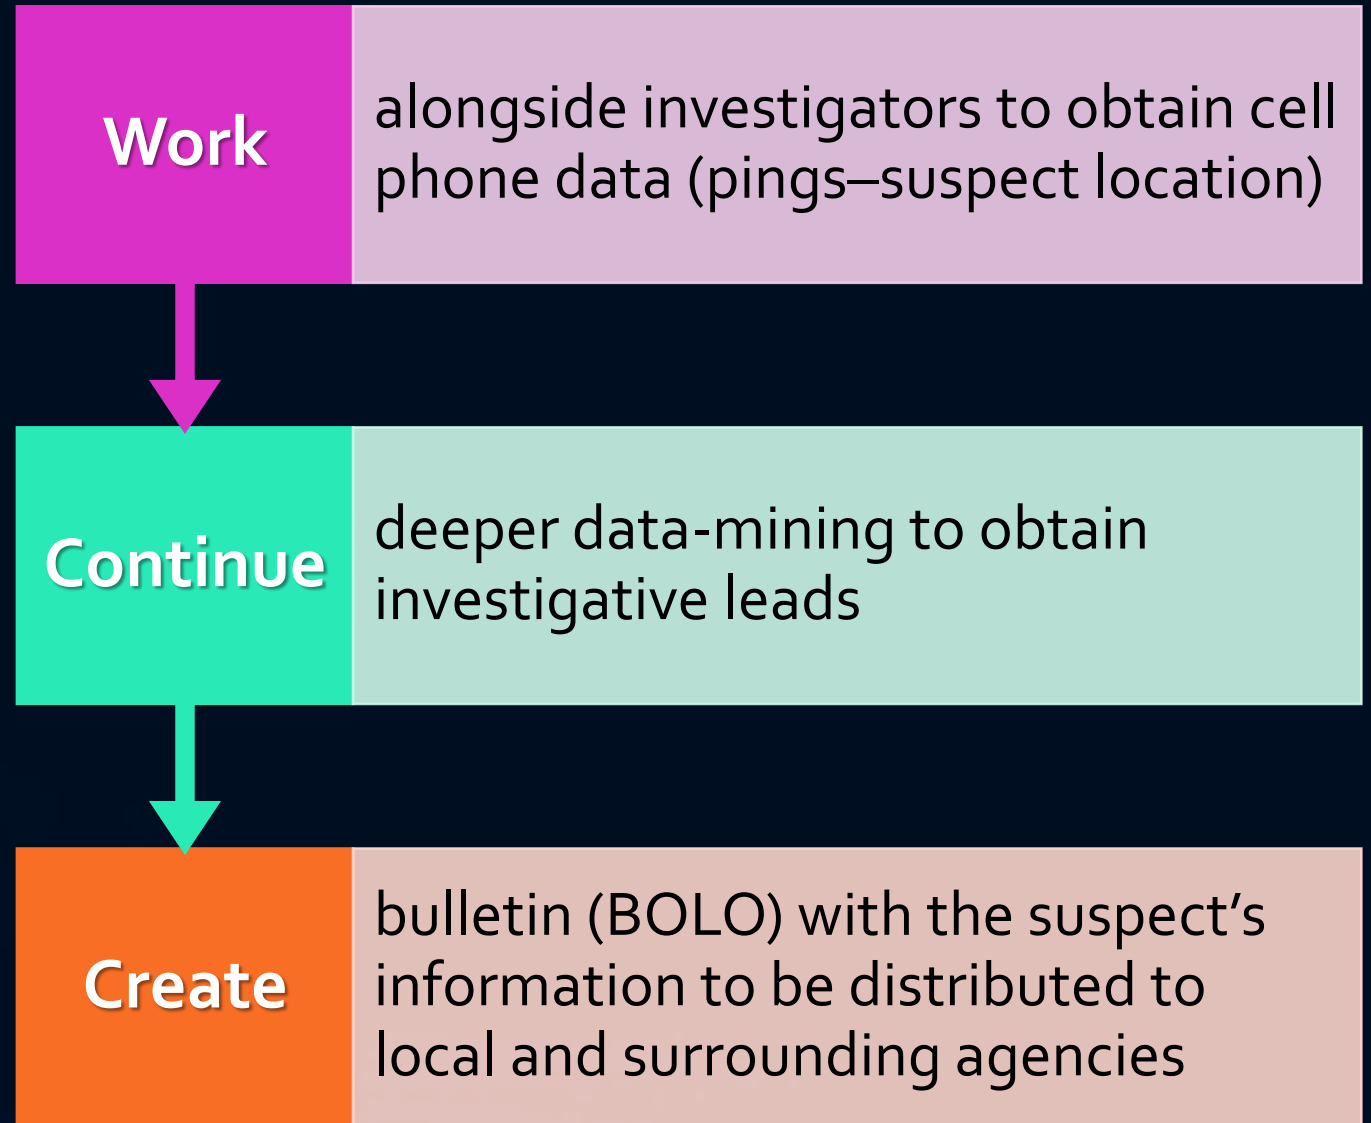 Work
alongside investigators to obtain cell
phone data (pings–suspect location)
Continue
deeper data-mining to obtain
investigative leads
Create
bulletin (BOLO) with the suspect’s
information to be distributed to
local and surrounding agencies